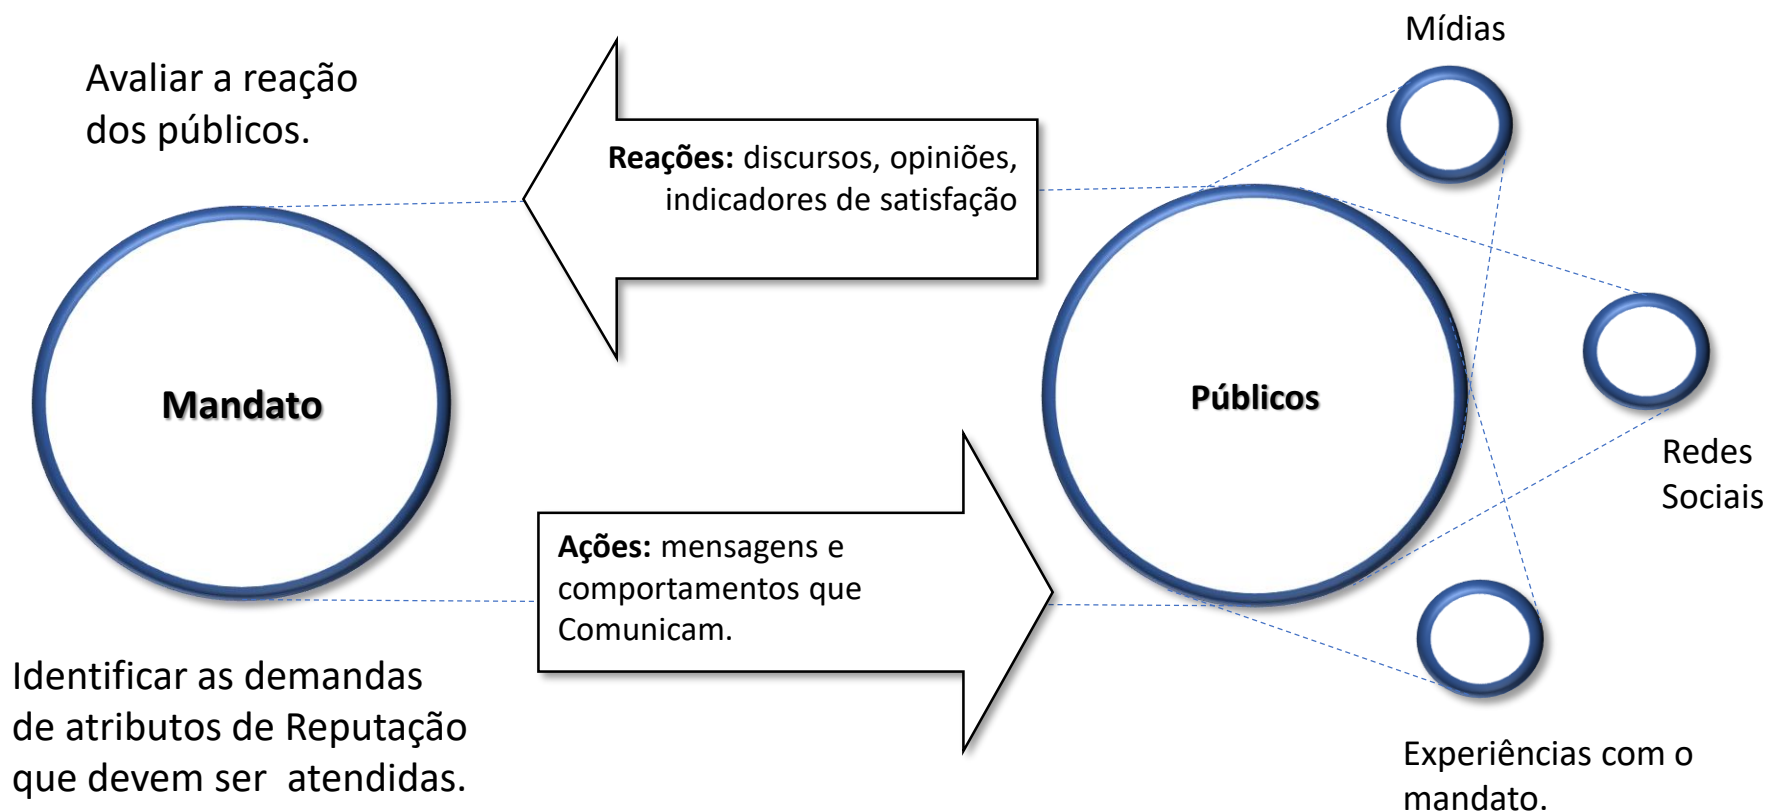 Mídias
Avaliar a reação
dos públicos.
Reações: discursos, opiniões,
indicadores de satisfação
Mandato
Públicos
Redes
Sociais
Ações: mensagens e
comportamentos que
Comunicam.
Identificar as demandas
de atributos de Reputação
que devem ser  atendidas.
Experiências com o
mandato.